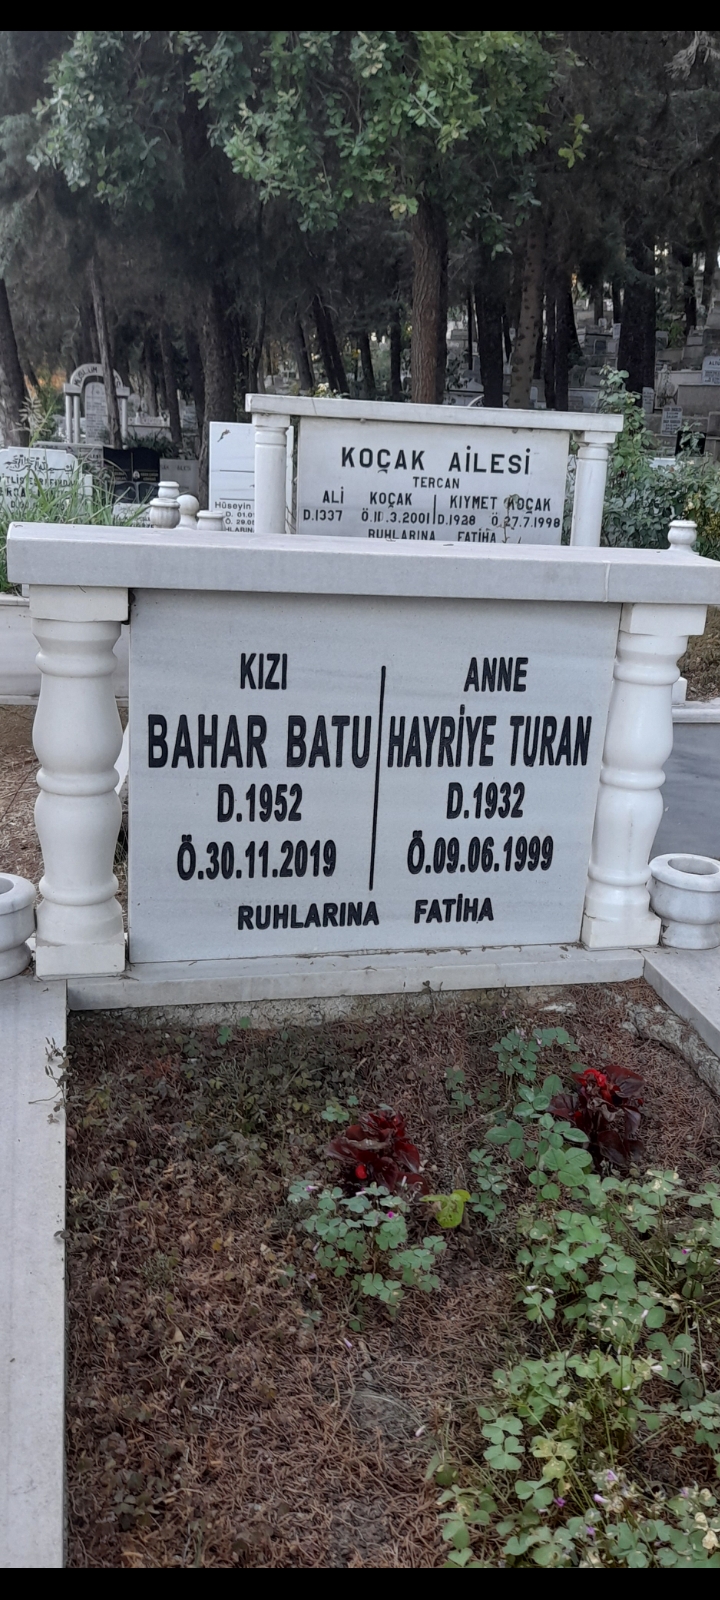 KOÇAK AİLESİ
TERCAN
ALİ KOÇAK KIYMET KOÇAK
D.1337 Ö.11.3.2001 D.1938 Ö.27.7.1998
RUHLARINA FATİHA
Hüseyin
KIZI
BAHAR BATU
D.1952
Ö.30.11.2019
ANNE
HAYRİYE TURAN
D.1932
Ö.09.06.1999
RUHLARINA FATİHA